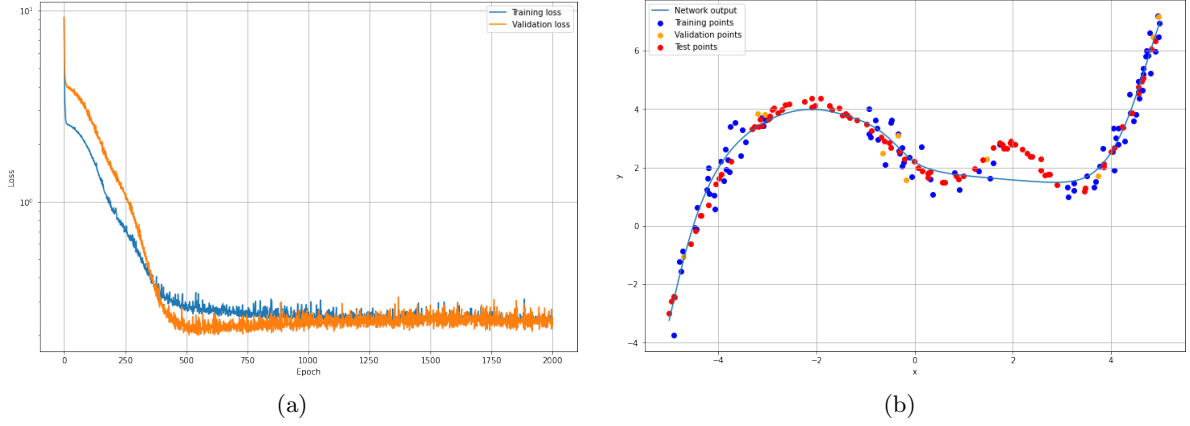 Training loss
Validation loss
10¹
10⁰
Loss
0 250 500 750 1000 1250 1500 1750 2000
Epoch
(a)
Network output
Training points
Validation points
Test points
6
4
2
0
−2
−4
y
−4 −2 0 2 4
x
(b)